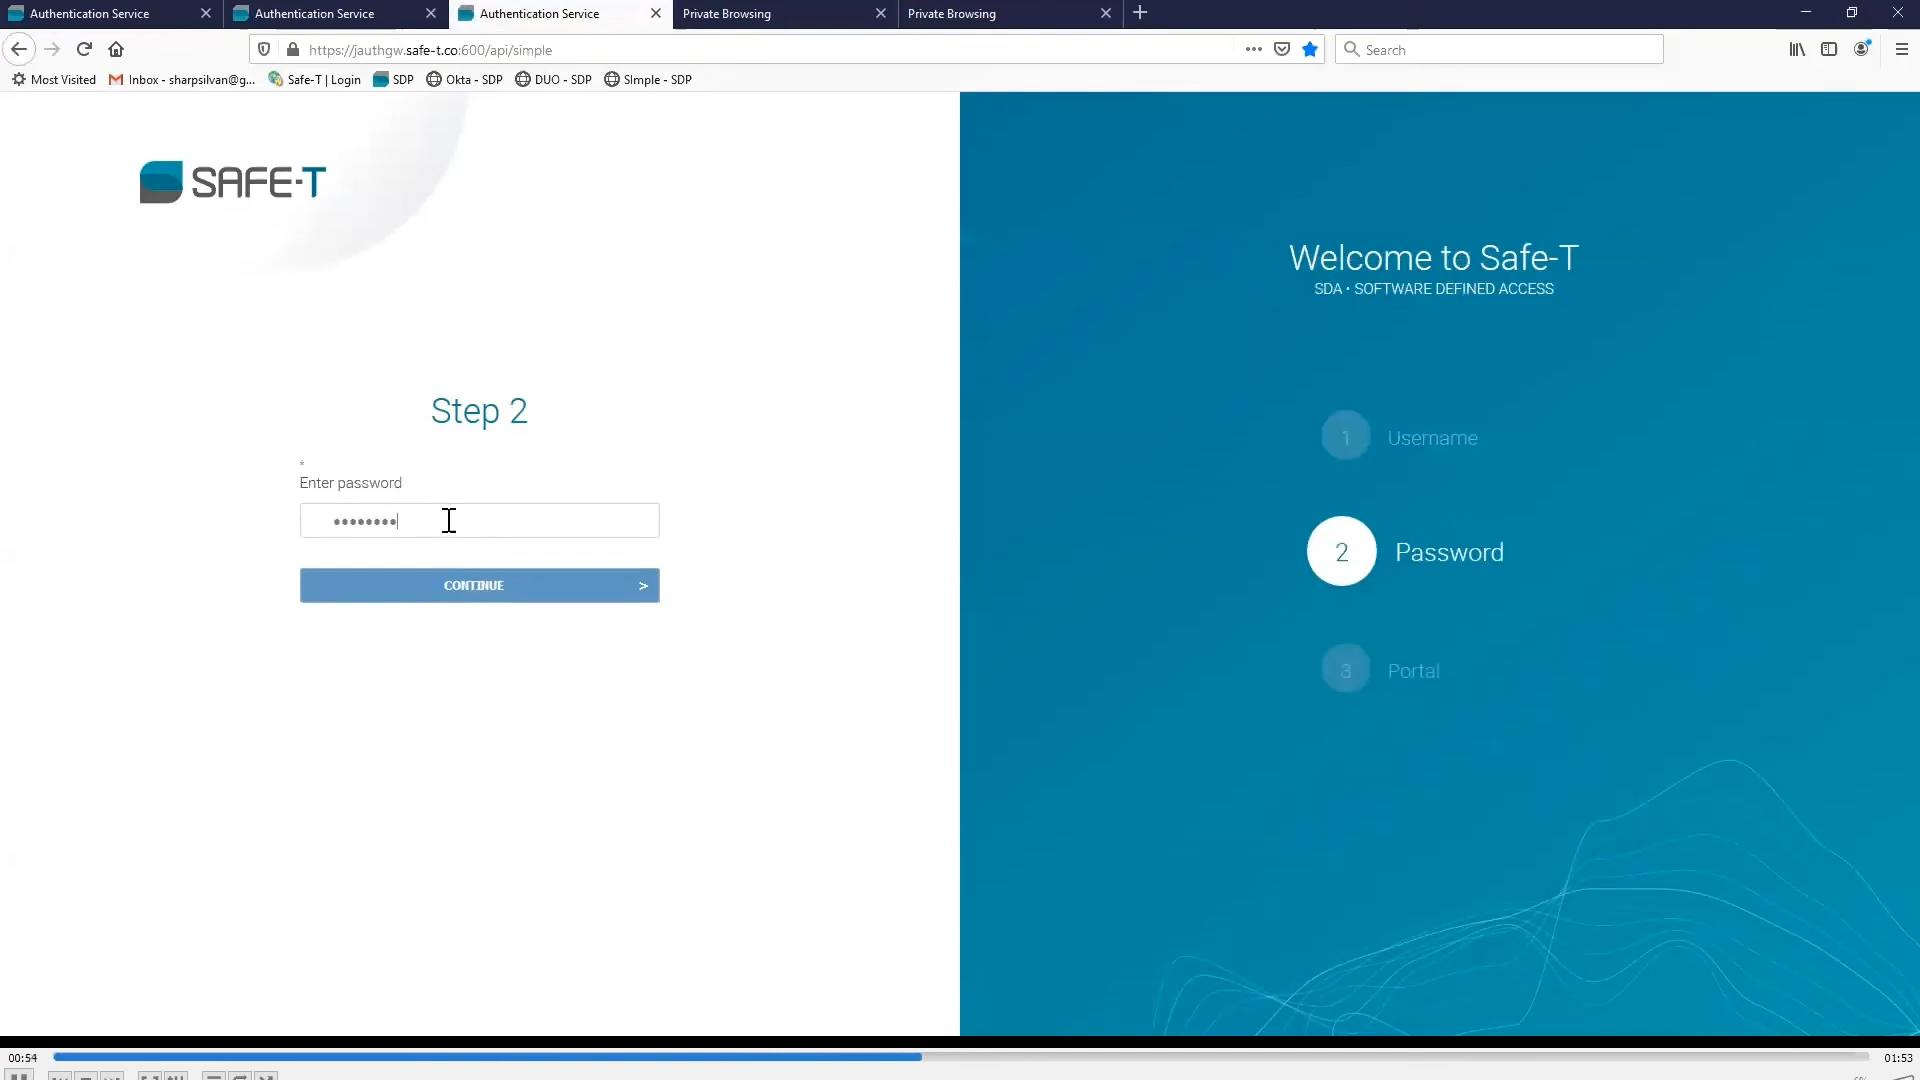 Authentication Service
Authentication Service
Authentication Service
Private Browsing
Private Browsing
https://jauthgw.safe-t.co:600/api/simple
Search
Most Visited
Inbox - sharpsilvan@g...
Safe-T | Login
SDP
Okta - SDP
DUO - SDP
SImple - SDP
SAFE-T
Step 2
*
Enter password
CONTINUE >
Welcome to Safe-T
SDA • SOFTWARE DEFINED ACCESS
1 Username
2 Password
3 Portal
00:54
01:53